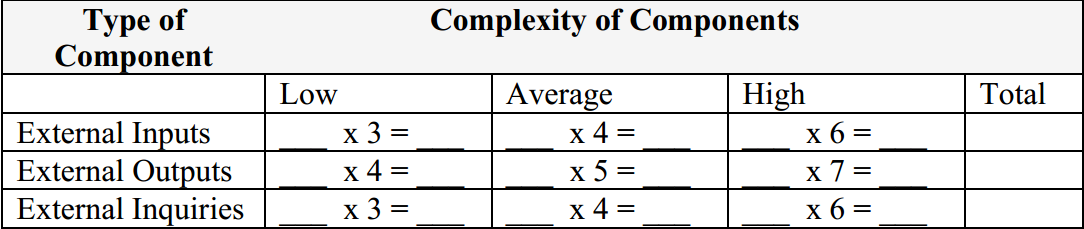 Type of Component Complexity of Components
Low Average High Total
External Inputs ___ x 3 = ___ ___ x 4 = ___ ___ x 6 = ___
External Outputs ___ x 4 = ___ ___ x 5 = ___ ___ x 7 = ___
External Inquiries ___ x 3 = ___ ___ x 4 = ___ ___ x 6 = ___